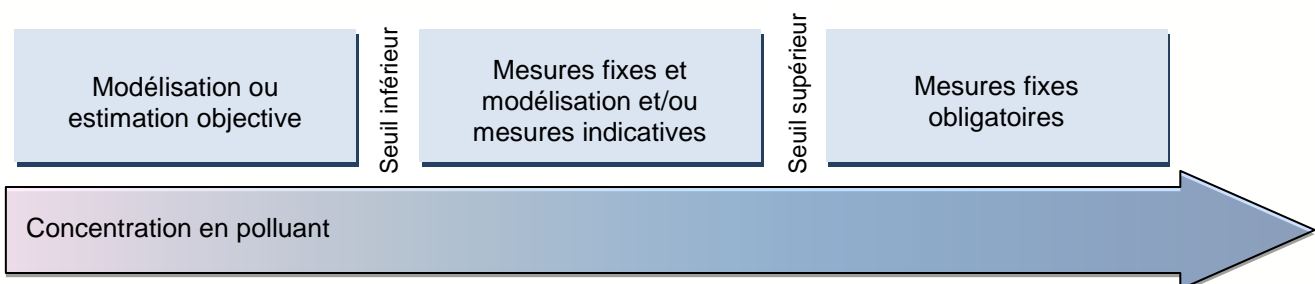 Modélisation ou
estimation objective
Seuil inférieur
Mesures fixes et
modélisation et/ou
mesures indicatives
Seuil supérieur
Mesures fixes
obligatoires
Concentration en polluant